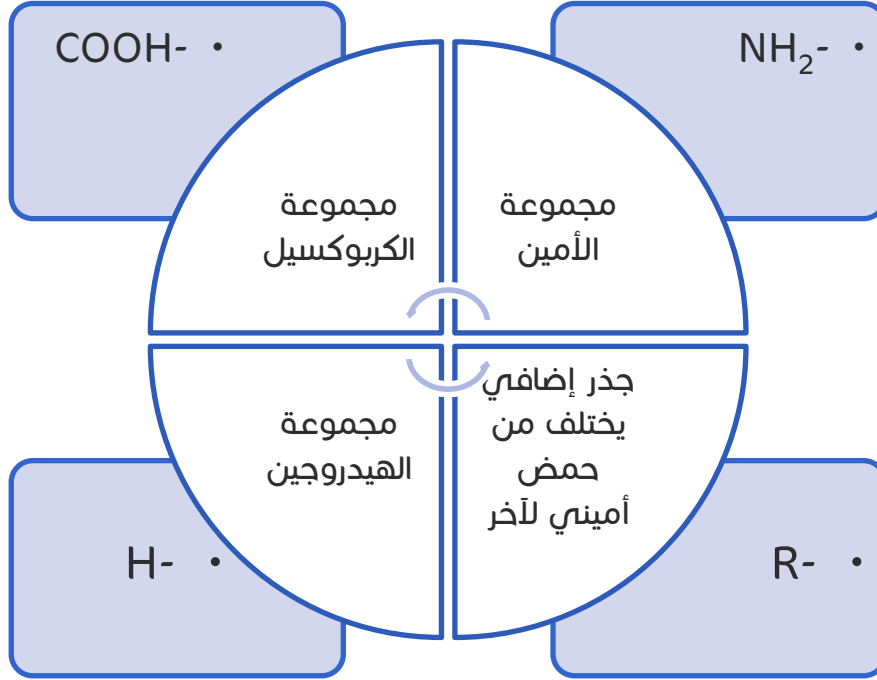 NH₂- •
COOH- •
مجموعة
الأمين
مجموعة
الكربوكسيل
جذر إضافي
يختلف من
حمض
أميني لآخر
مجموعة
الهيدروجين
R- •
H- •